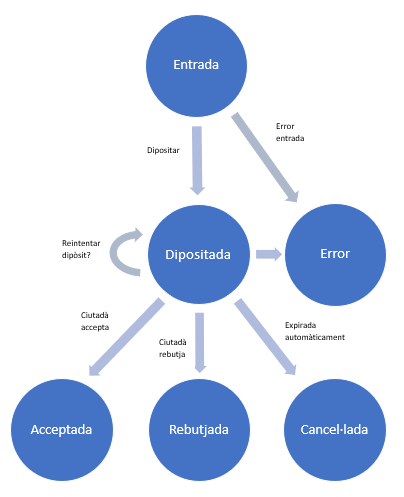 Entrada
Error
entrada
Dipositar
Reintentar
dipòsit?
Dipositada
Error
Ciutadà
accepta
Ciutadà
rebutja
Expirada
automàticament
Acceptada
Rebutjada
Cancel·lada